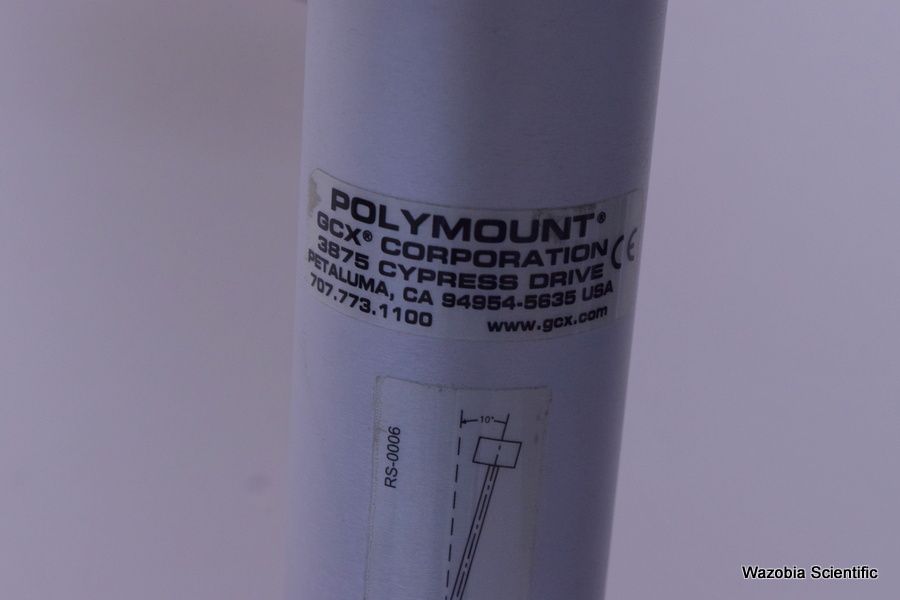 POLYMOUNT®
GCX® CORPORATION CE
3875 CYPRESS DRIVE
PETALUMA, CA 94954-5635 USA
707.773.1100 www.gcx.com
10°
RS-0006
Wazobia Scientific